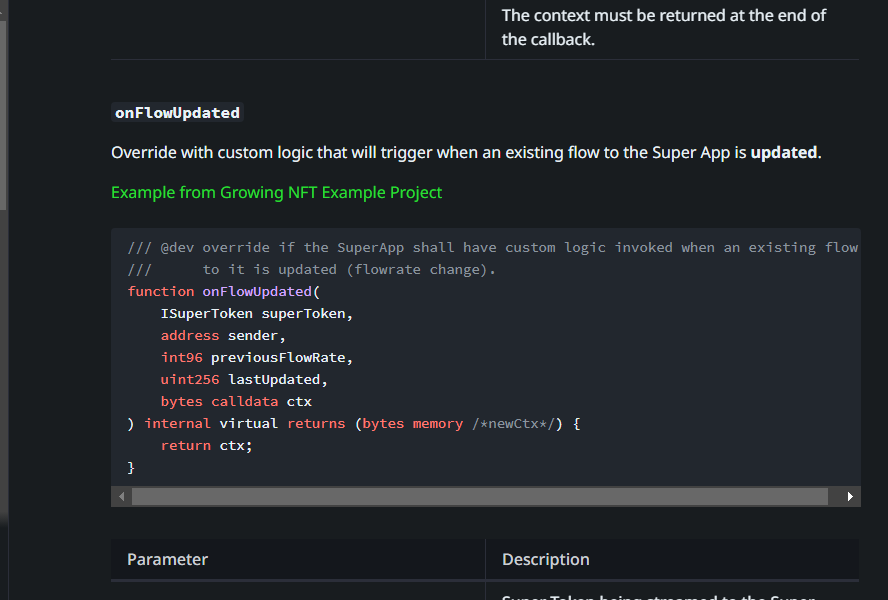 The context must be returned at the end of
the callback.
onFlowUpdated
Override with custom logic that will trigger when an existing flow to the Super App is updated.
Example from Growing NFT Example Project
/// @dev override if the SuperApp shall have custom logic invoked when an existing flow
///      to it is updated (flowrate change).
function onFlowUpdated(
    ISuperToken superToken,
    address sender,
    int96 previousFlowRate,
    uint256 lastUpdated,
    bytes calldata ctx
) internal virtual returns (bytes memory /*newCtx*/) {
    return ctx;
}
Parameter Description
Super Token being streamed to the Super